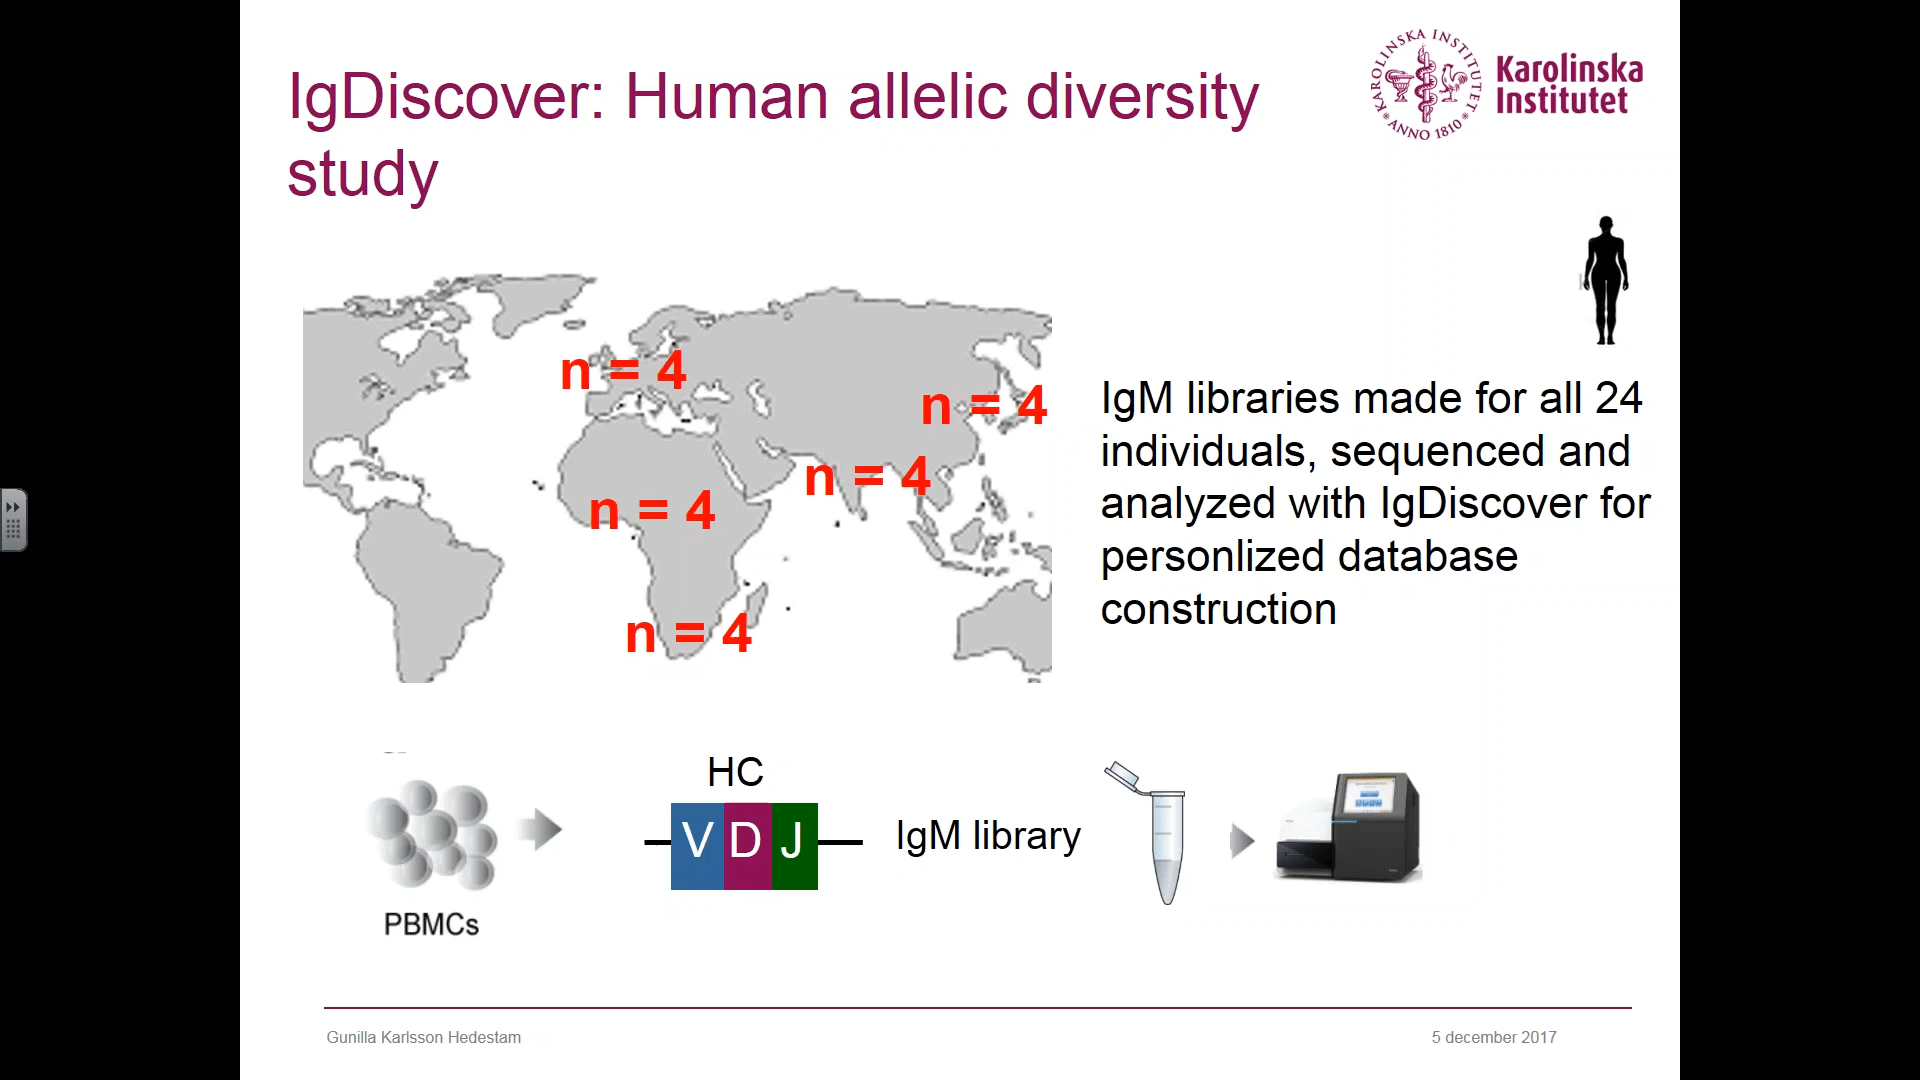 IgDiscover: Human allelic diversity
study
KAROLINSKA INSTITUTET
ANNO 1810
Karolinska
Institutet
n = 4
n = 4
n = 4
n = 4
n = 4
IgM libraries made for all 24
individuals, sequenced and
analyzed with IgDiscover for
personlized database
construction
HC
V D J
IgM library
PBMCs
Gunilla Karlsson Hedestam
5 december 2017